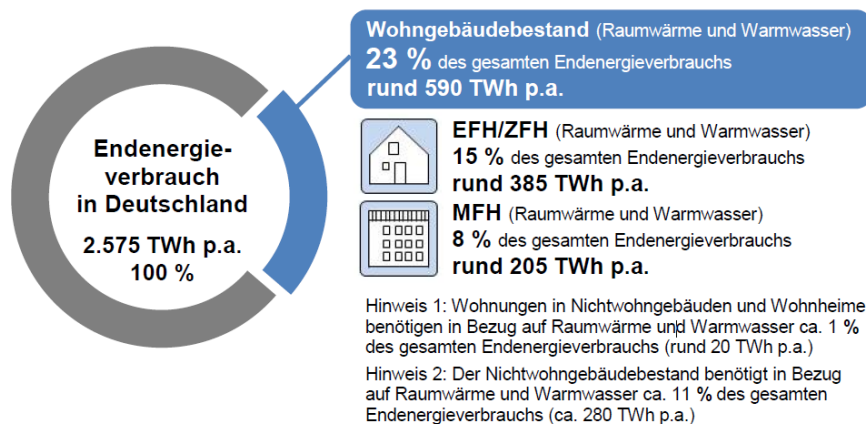 Wohngebäudebestand (Raumwärme und Warmwasser)
23 % des gesamten Endenergieverbrauchs
rund 590 TWh p.a.
Endenergie-
verbrauch
in Deutschland
2.575 TWh p.a.
100 %
EFH/ZFH (Raumwärme und Warmwasser)
15 % des gesamten Endenergieverbrauchs
rund 385 TWh p.a.
MFH (Raumwärme und Warmwasser)
8 % des gesamten Endenergieverbrauchs
rund 205 TWh p.a.
Hinweis 1: Wohnungen in Nichtwohngebäuden und Wohnheime
benötigen in Bezug auf Raumwärme und Warmwasser ca. 1 %
des gesamten Endenergieverbrauchs (rund 20 TWh p.a.)
Hinweis 2: Der Nichtwohngebäudebestand benötigt in Bezug
auf Raumwärme und Warmwasser ca. 11 % des gesamten
Endenergieverbrauchs (ca. 280 TWh p.a.)